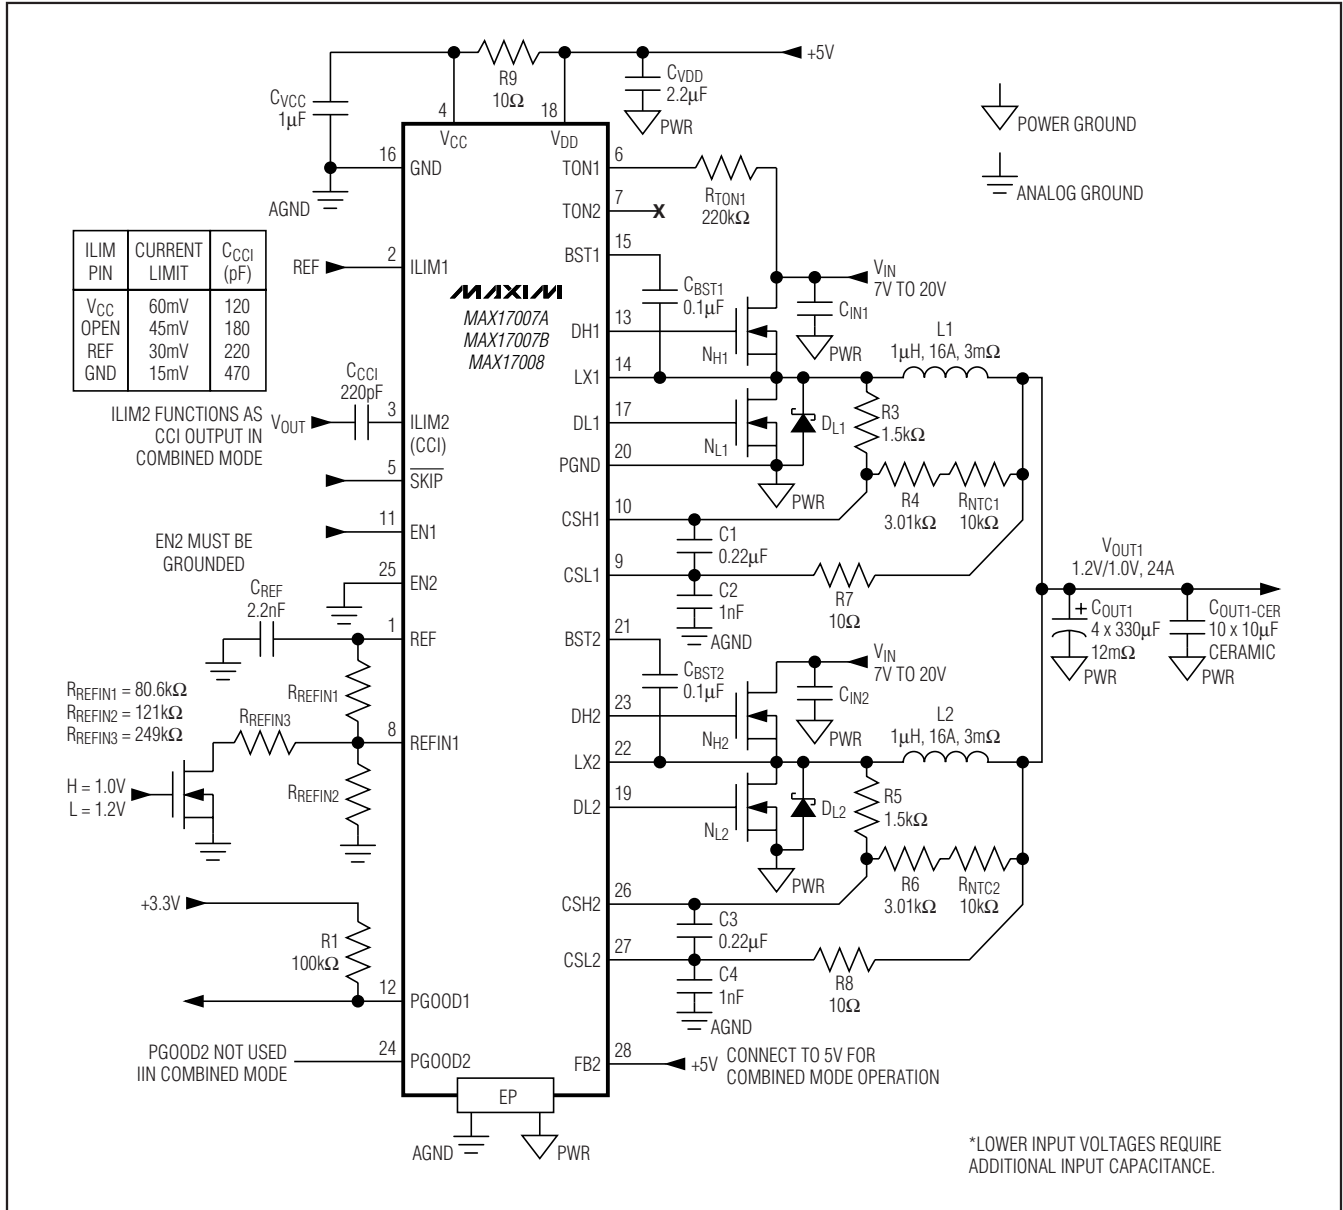 +5V
R9
10Ω
CVCC
1µF
CVDD
2.2µF
PWR
4
VCC
18
VDD
16
GND
AGND
6
TON1
RTON1
220kΩ
7
TON2
X
POWER GROUND
ANALOG GROUND
ILIM PIN CURRENT LIMIT CCCI (pF)
VCC 60mV 120
OPEN 45mV 180
REF 30mV 220
GND 15mV 470
REF
2
ILIM1
MAXIM
MAX17007A
MAX17007B
MAX17008
15
BST1
CBST1
0.1µF
VIN
7V TO 20V
CIN1
PWR
13
DH1
NH1
14
LX1
L1
1µH, 16A, 3mΩ
CCCI
220pF
ILIM2 FUNCTIONS AS
CCI OUTPUT IN
COMBINED MODE
VOUT
3
ILIM2
(CCI)
17
DL1
NL1
DL1
R3
1.5kΩ
20
PGND
PWR
5
SKIP
R4
3.01kΩ
RNTC1
10kΩ
10
CSH1
C1
0.22µF
11
EN1
EN2 MUST BE
GROUNDED
25
EN2
9
CSL1
R7
10Ω
C2
1nF
AGND
VOUT1
1.2V/1.0V, 24A
+
COUT1
4 x 330µF
12mΩ
PWR
COUT1-CER
10 x 10µF
CERAMIC
PWR
CREF
2.2nF
1
REF
21
BST2
CBST2
0.1µF
VIN
7V TO 20V
CIN2
PWR
RREFIN1 = 80.6kΩ
RREFIN2 = 121kΩ
RREFIN3 = 249kΩ
RREFIN1
RREFIN3
8
REFIN1
RREFIN2
H = 1.0V
L = 1.2V
23
DH2
NH2
22
LX2
L2
1µH, 16A, 3mΩ
19
DL2
NL2
DL2
R5
1.5kΩ
PWR
R6
3.01kΩ
RNTC2
10kΩ
26
CSH2
C3
0.22µF
+3.3V
R1
100kΩ
27
CSL2
R8
10Ω
C4
1nF
AGND
12
PGOOD1
PGOOD2 NOT USED
IIN COMBINED MODE
24
PGOOD2
28
FB2
+5V
CONNECT TO 5V FOR
COMBINED MODE OPERATION
EP
AGND
PWR
*LOWER INPUT VOLTAGES REQUIRE
ADDITIONAL INPUT CAPACITANCE.